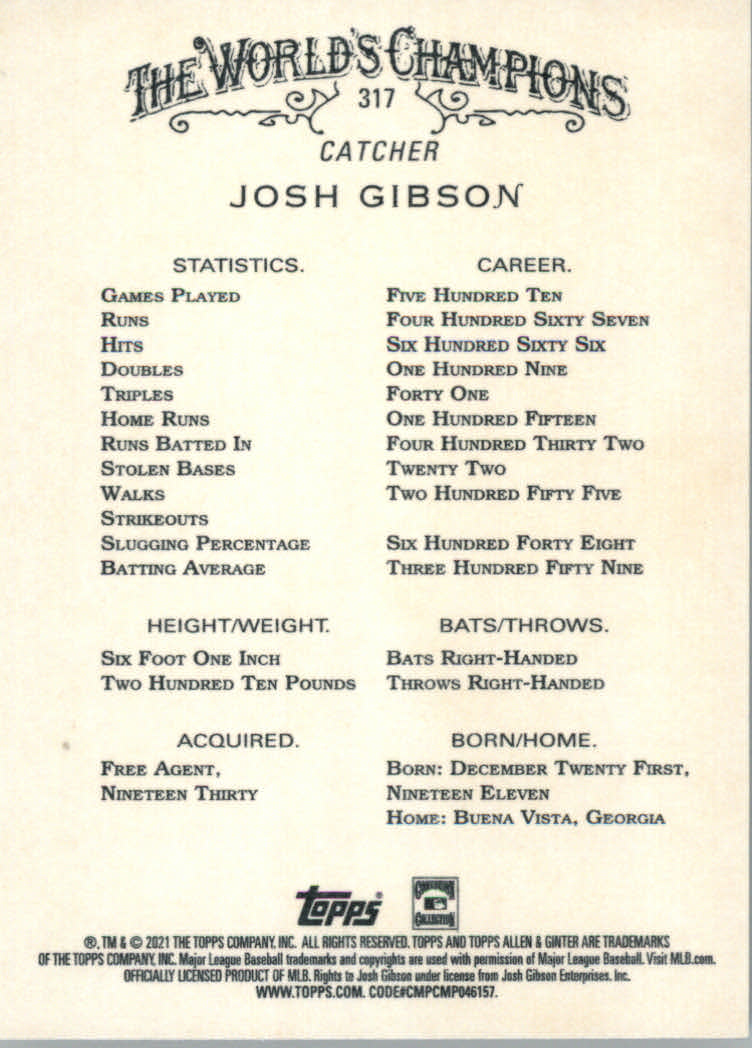 THE WORLD'S CHAMPIONS
317
CATCHER
JOSH GIBSON
STATISTICS. CAREER.
GAMES PLAYED FIVE HUNDRED TEN
RUNS FOUR HUNDRED SIXTY SEVEN
HITS SIX HUNDRED SIXTY SIX
DOUBLES ONE HUNDRED NINE
TRIPLES FORTY ONE
HOME RUNS ONE HUNDRED FIFTEEN
RUNS BATTED IN FOUR HUNDRED THIRTY TWO
STOLEN BASES TWENTY TWO
WALKS TWO HUNDRED FIFTY FIVE
STRIKEOUTS
SLUGGING PERCENTAGE SIX HUNDRED FORTY EIGHT
BATTING AVERAGE THREE HUNDRED FIFTY NINE
HEIGHT/WEIGHT. BATS/THROWS.
SIX FOOT ONE INCH BATS RIGHT-HANDED
TWO HUNDRED TEN POUNDS THROWS RIGHT-HANDED
ACQUIRED. BORN/HOME.
FREE AGENT, BORN: DECEMBER TWENTY FIRST,
NINETEEN THIRTY NINETEEN ELEVEN
HOME: BUENA VISTA, GEORGIA
Topps® COOPERSTOWN COLLECTION
®, TM & © 2021 THE TOPPS COMPANY, INC. ALL RIGHTS RESERVED. TOPPS AND TOPPS ALLEN & GINTER ARE TRADEMARKS
OF THE TOPPS COMPANY, INC. Major League Baseball trademarks and copyrights are used with permission of Major League Baseball. Visit MLB.com.
OFFICIALLY LICENSED PRODUCT OF MLB. Rights to Josh Gibson under license from Josh Gibson Enterprises, Inc.
WWW.TOPPS.COM. CODE#CMPCMP046157.